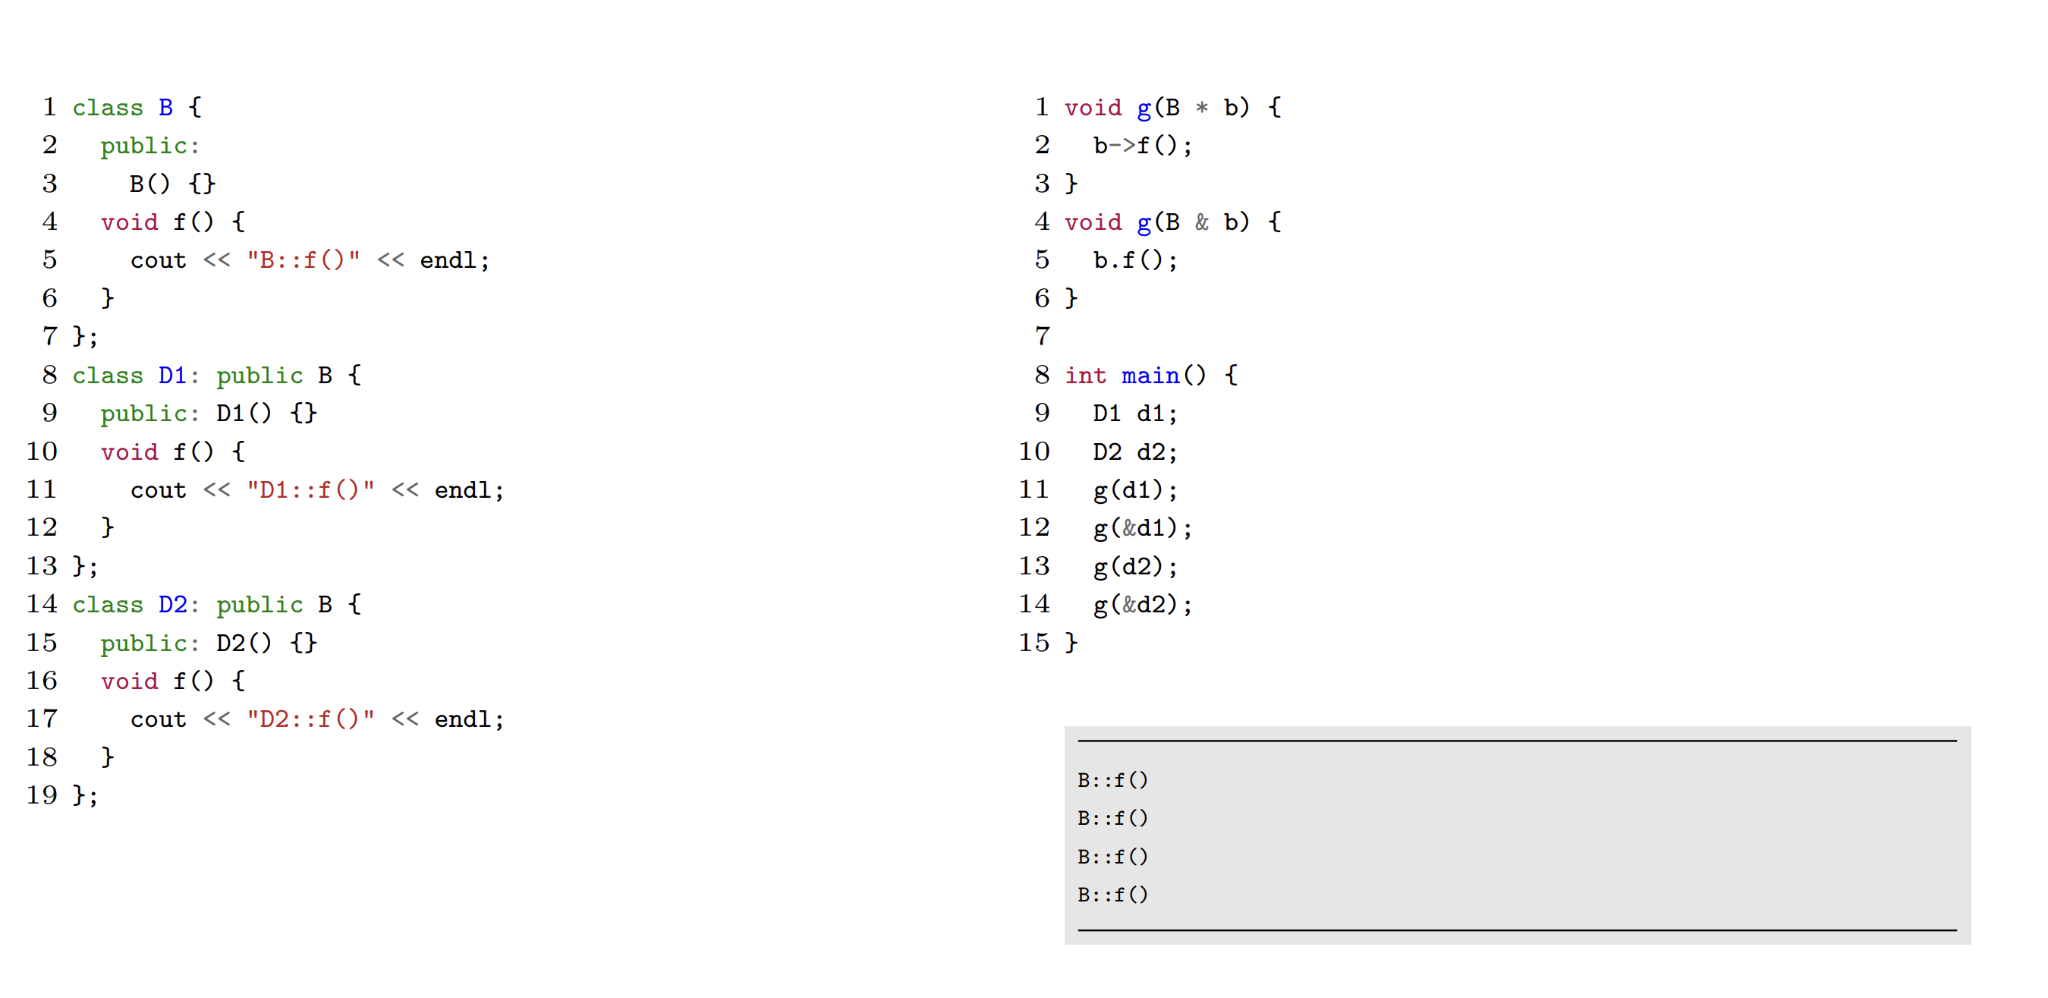 1 class B {
2   public:
3     B() {}
4   void f() {
5     cout << "B::f()" << endl;
6   }
7 };
8 class D1: public B {
9   public: D1() {}
10   void f() {
11     cout << "D1::f()" << endl;
12   }
13 };
14 class D2: public B {
15   public: D2() {}
16   void f() {
17     cout << "D2::f()" << endl;
18   }
19 };
1 void g(B * b) {
2   b->f();
3 }
4 void g(B & b) {
5   b.f();
6 }
7
8 int main() {
9   D1 d1;
10   D2 d2;
11   g(d1);
12   g(&d1);
13   g(d2);
14   g(&d2);
15 }
B::f()
B::f()
B::f()
B::f()